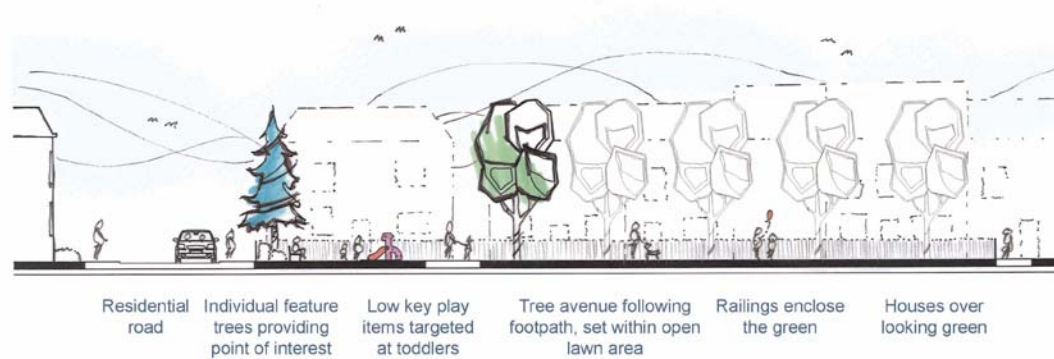 Residential
road
Individual feature
trees providing
point of interest
Low key play
items targeted
at toddlers
Tree avenue following
footpath, set within open
lawn area
Railings enclose
the green
Houses over
looking green